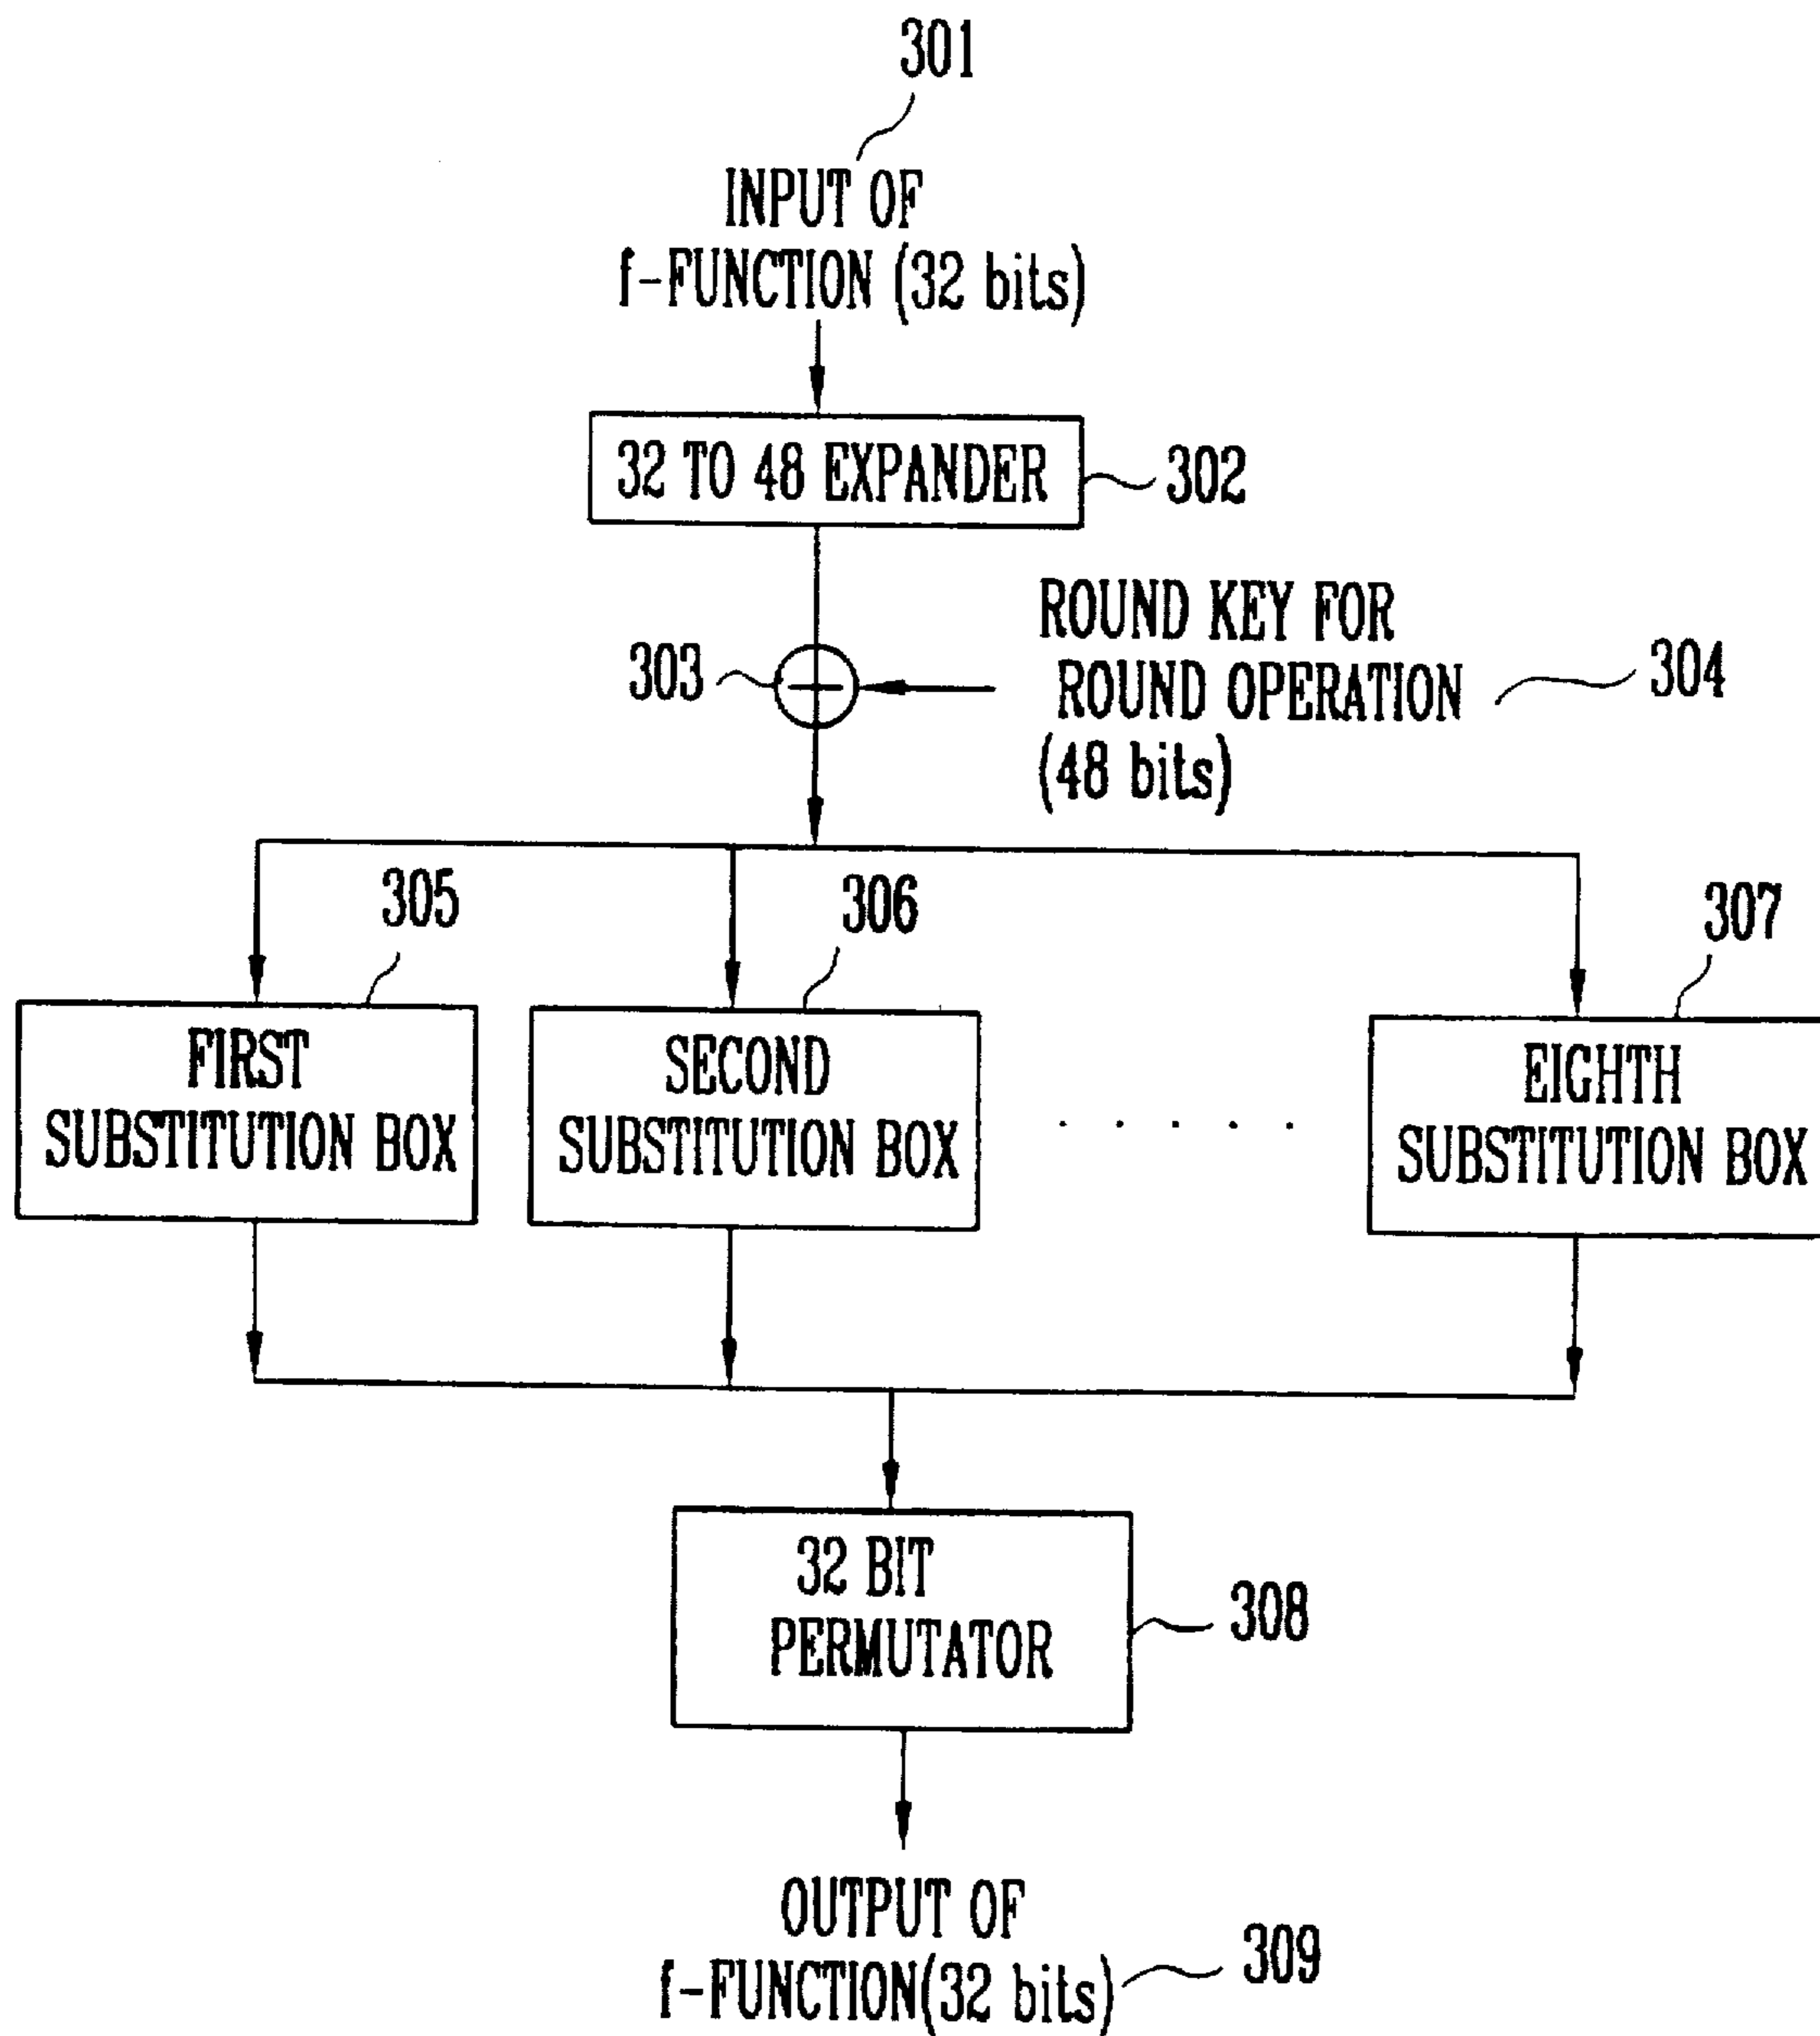 301
INPUT OF
f-FUNCTION (32 bits)
32 TO 48 EXPANDER
302
ROUND KEY FOR
ROUND OPERATION
(48 bits)
303
304
305
306
307
FIRST
SUBSTITUTION BOX
SECOND
SUBSTITUTION BOX
. . . . .
EIGHTH
SUBSTITUTION BOX
32 BIT
PERMUTATOR
308
OUTPUT OF
f-FUNCTION(32 bits)
309